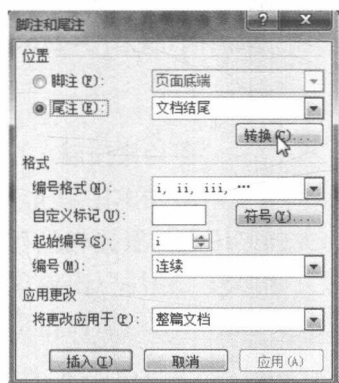 脚注和尾注
位置
脚注(F): 页面底端
尾注(E): 文档结尾
转换(C)...
格式
编号格式(N): i, ii, iii, …
自定义标记(U): 符号(Y)...
起始编号(S): i
编号(M): 连续
应用更改
将更改应用于(P): 整篇文档
插入(I) 取消 应用(A)